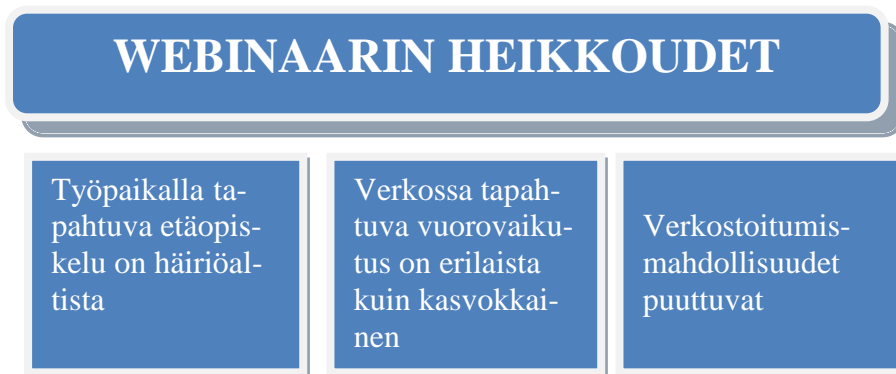 WEBINAARIN HEIKKOUDET
Työpaikalla ta-
pahtuva etäopis-
kelu on häiriöal-
tista
Verkossa tapah-
tuva vuorovaiku-
tus on erilaista
kuin kasvokkai-
nen
Verkostoitumis-
mahdollisuudet
puuttuvat